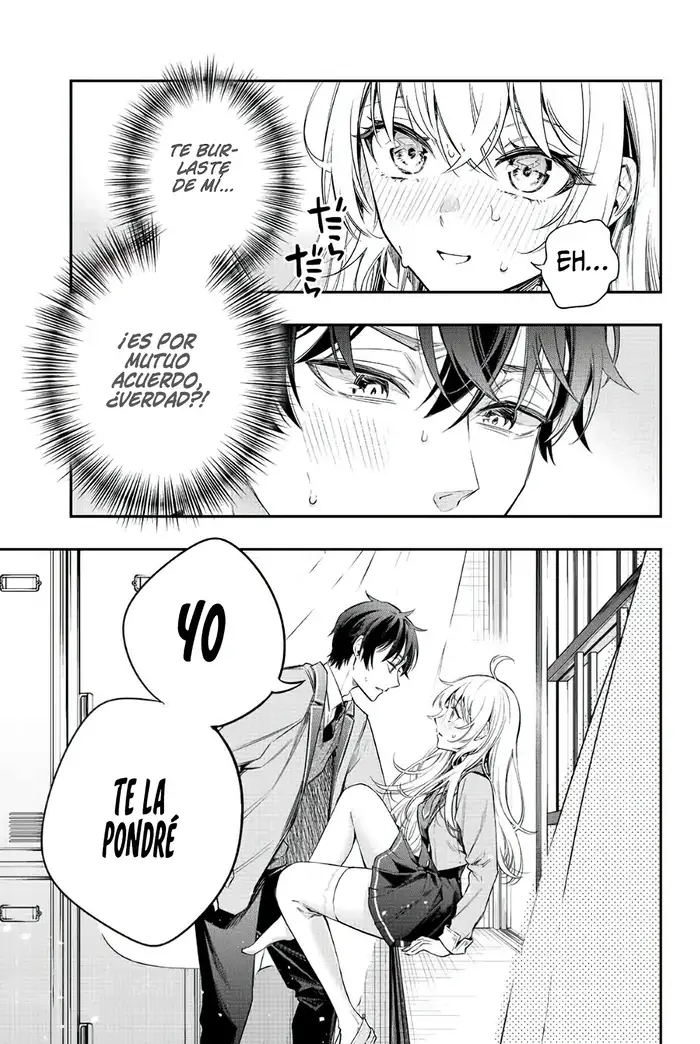 EH...
だら
だら
TE BUR-
LASTE
DE MÍ...
¡ES POR
MUTUO
ACUERDO,
¿VERDAD?!
YO
TE LA
PONDRÉ